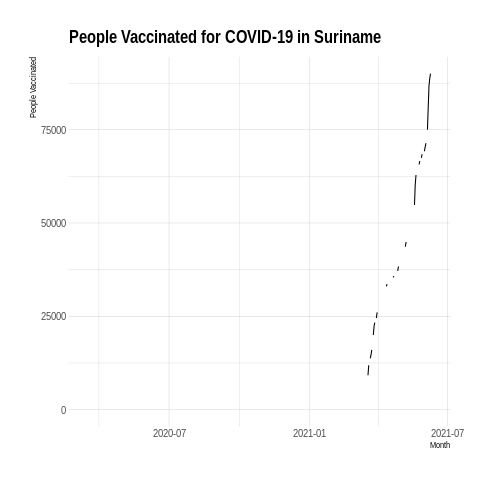 People Vaccinated for COVID-19 in Suriname
People Vaccinated
75000
50000
25000
0
2020-07 2021-01 2021-07
Month